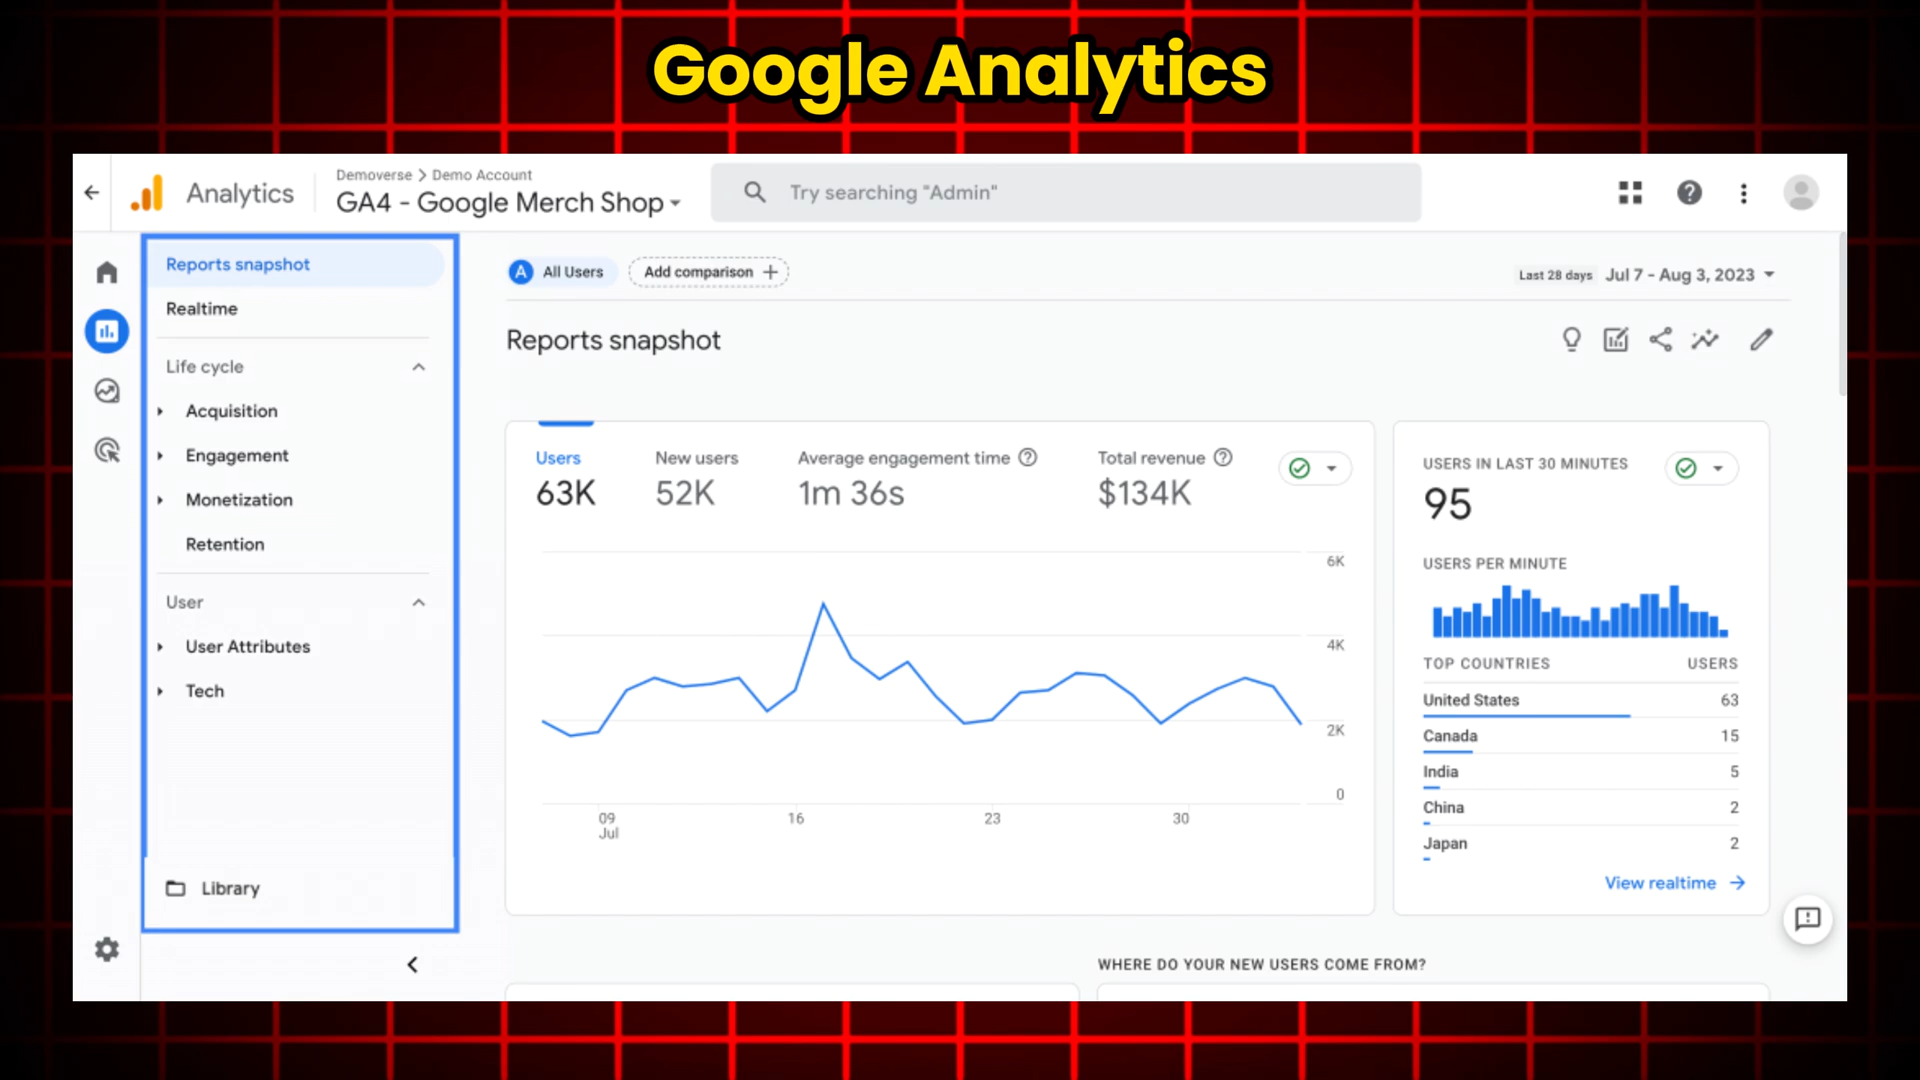 Google Analytics
Analytics
Demoverse > Demo Account
GA4 - Google Merch Shop
Try searching "Admin"
Reports snapshot
Realtime
Life cycle
Acquisition
Engagement
Monetization
Retention
User
User Attributes
Tech
Library
A All Users
Add comparison +
Last 28 days Jul 7 - Aug 3, 2023
Reports snapshot
Users
63K
New users
52K
Average engagement time
1m 36s
Total revenue
$134K
6K
4K
2K
0
09
Jul
16
23
30
USERS IN LAST 30 MINUTES
95
USERS PER MINUTE
TOP COUNTRIES USERS
United States 63
Canada 15
India 5
China 2
Japan 2
View realtime
WHERE DO YOUR NEW USERS COME FROM?